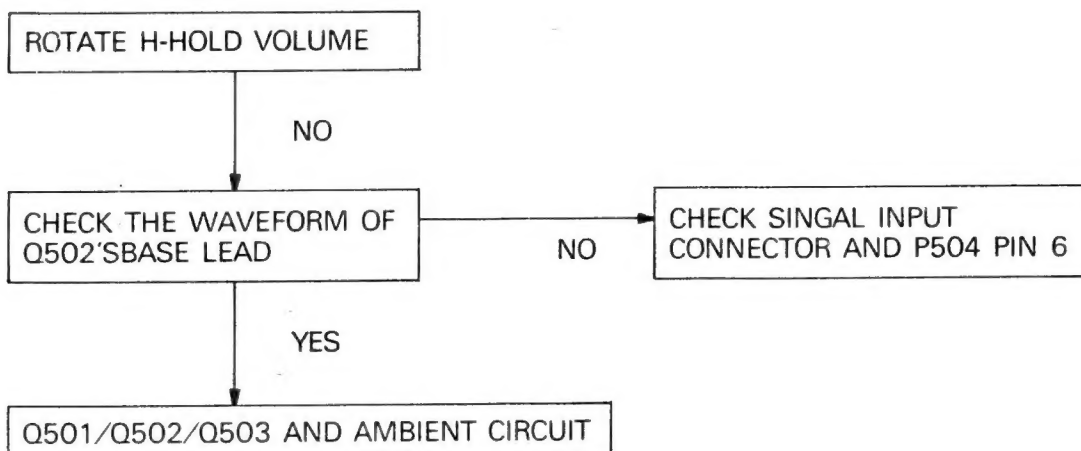 ROTATE H-HOLD VOLUME
NO
CHECK THE WAVEFORM OF
Q502'SBASE LEAD
NO
CHECK SINGAL INPUT
CONNECTOR AND P504 PIN 6
YES
Q501/Q502/Q503 AND AMBIENT CIRCUIT